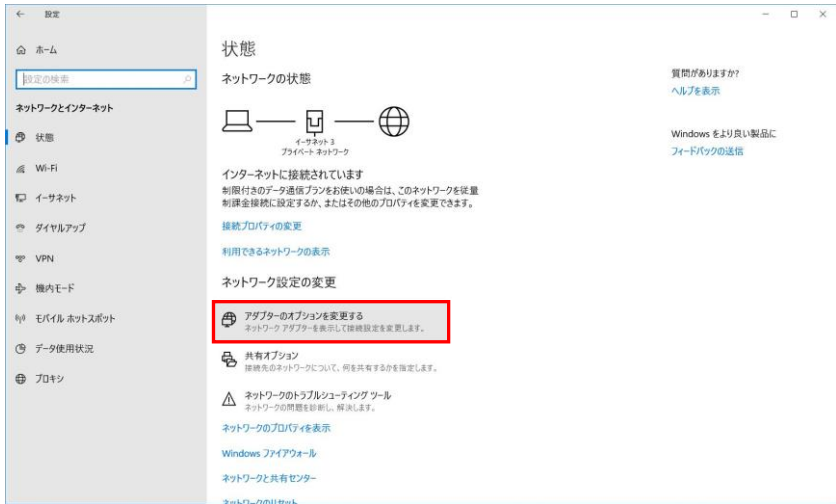 設定
ホーム
設定の検索
ネットワークとインターネット
状態
Wi-Fi
イーサネット
ダイヤルアップ
VPN
機内モード
モバイル ホットスポット
データ使用状況
プロキシ
状態
ネットワークの状態
イーサネット 3
プライベート ネットワーク
インターネットに接続されています
制限付きのデータ通信プランをお使いの場合は、このネットワークを従量
制課金接続に設定するか、またはその他のプロパティを変更できます。
接続プロパティの変更
利用できるネットワークの表示
ネットワーク設定の変更
アダプターのオプションを変更する
ネットワーク アダプターを表示して接続設定を変更します。
共有オプション
接続先のネットワークについて、何を共有するかを指定します。
ネットワークのトラブルシューティング ツール
ネットワークの問題を診断し、解決します。
ネットワークのプロパティを表示
Windows ファイアウォール
ネットワークと共有センター
ネットワークのリセット
質問がありますか?
ヘルプを表示
Windows をより良い製品に
フィードバックの送信